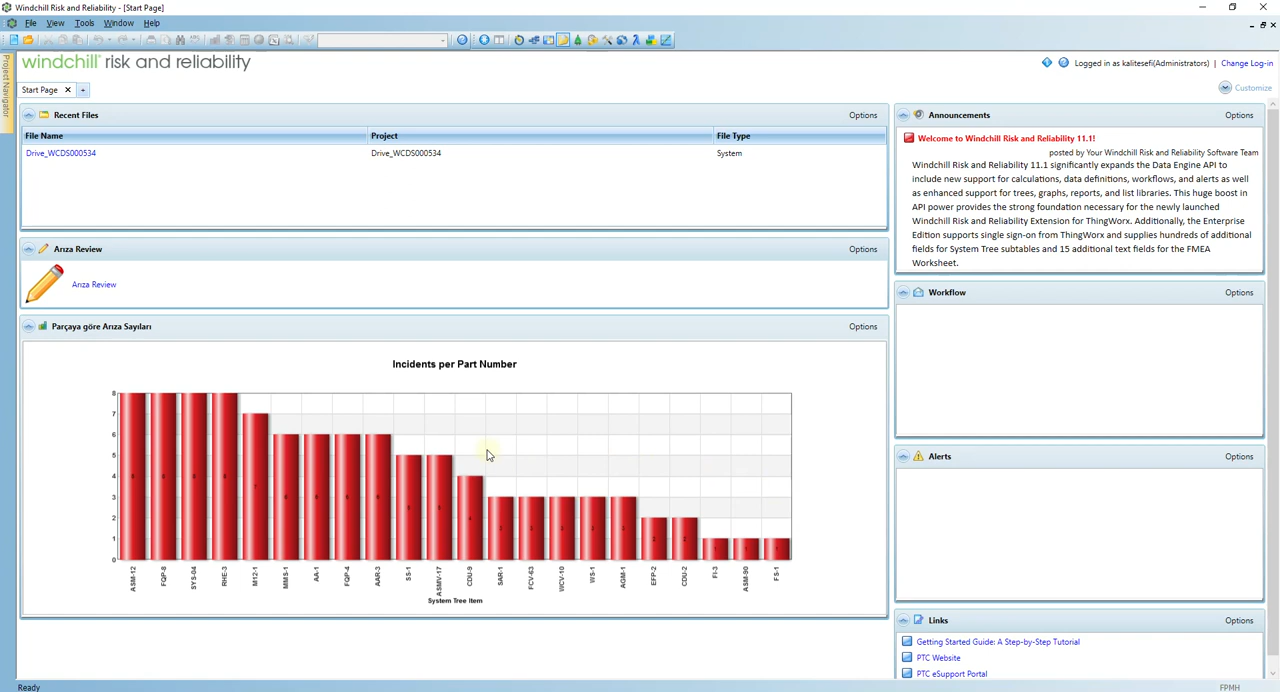 Windchill Risk and Reliability - [Start Page]
File View Tools Window Help
Project Navigator
windchill® risk and reliability
Logged in as kalitesefi(Administrators) | Change Log-in
Start Page
Customize
Recent Files Options
File Name Project File Type
Drive_WCDS000534 Drive_WCDS000534 System
Arıza Review Options
Arıza Review
Parçaya göre Arıza Sayıları Options
Incidents per Part Number
8
7
6
5
4
3
2
1
0
ASM-12 FQP-8 SYS-04 RHE-3 M12-1 MMS-1 AA-1 FQP-4 AAR-3 SS-1 ASMV-17 CDU-9 SAR-1 FCV-63 WCV-10 WS-1 AGM-1 EFP-2 CDU-2 FI-3 ASM-90 FS-1
System Tree Item
Announcements Options
Welcome to Windchill Risk and Reliability 11.1!
posted by Your Windchill Risk and Reliability Software Team
Windchill Risk and Reliability 11.1 significantly expands the Data Engine API to
include new support for calculations, data definitions, workflows, and alerts as well
as enhanced support for trees, graphs, reports, and list libraries. This huge boost in
API power provides the strong foundation necessary for the newly launched
Windchill Risk and Reliability Extension for ThingWorx. Additionally, the Enterprise
Edition supports single sign-on from ThingWorx and supplies hundreds of additional
fields for System Tree subtables and 15 additional text fields for the FMEA
Worksheet.
Workflow Options
Alerts Options
Links Options
Getting Started Guide: A Step-by-Step Tutorial
PTC Website
PTC eSupport Portal
Ready FPMH